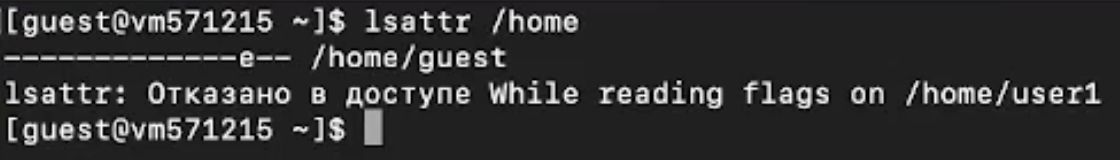 [guest@vm571215 ~]$ lsattr /home
-------------e-- /home/guest
lsattr: Отказано в доступе While reading flags on /home/user1
[guest@vm571215 ~]$